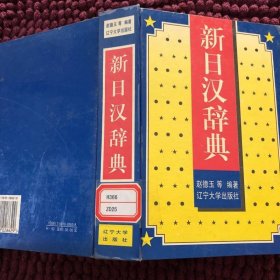 赵德玉 等 编著
辽宁大学出版社
新日汉辞典
H366
2025
辽宁大学
出版社
新日汉辞典
赵德玉 等 编著
辽宁大学出版社